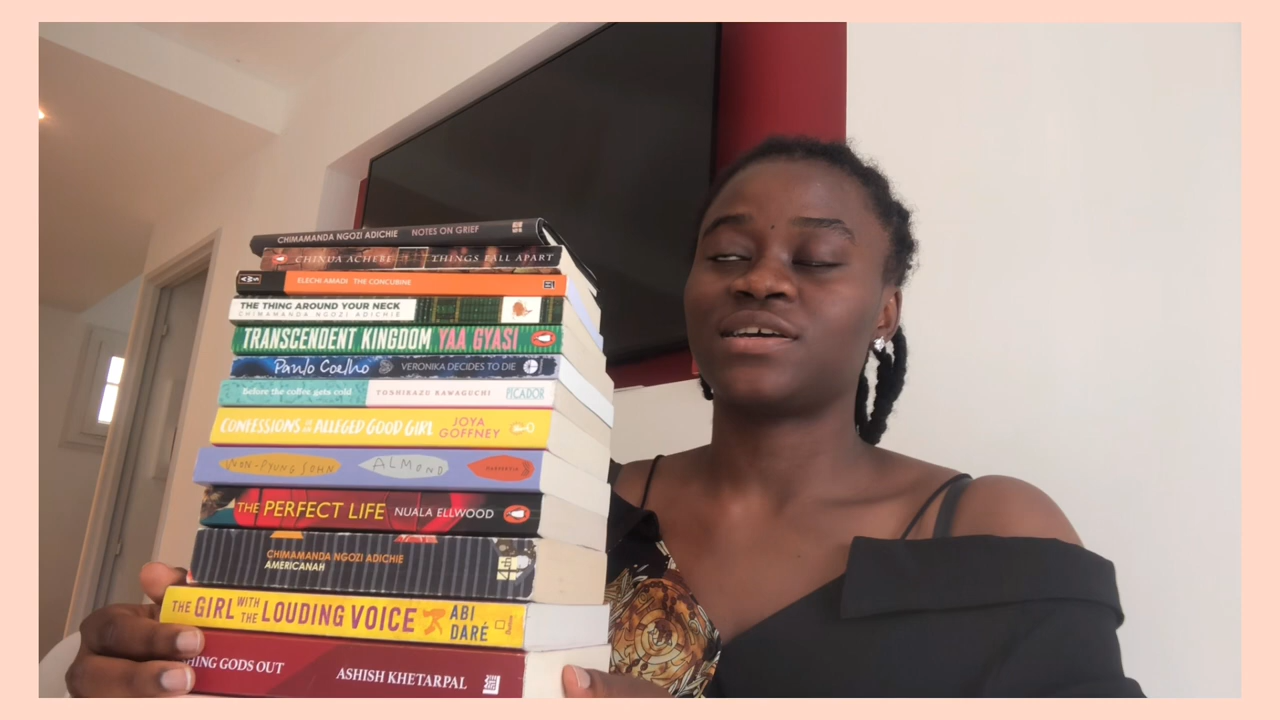 CHIMAMANDA NGOZI ADICHIE NOTES ON GRIEF
CHINUA ACHEBE THINGS FALL APART
AWS ELECHI AMADI THE CONCUBINE
THE THING AROUND YOUR NECK
CHIMAMANDA NGOZI ADICHIE
TRANSCENDENT KINGDOM YAA GYASI
Paulo Coelho VERONIKA DECIDES TO DIE
Before the coffee gets cold TOSHIKAZU KAWAGUCHI PICADOR
CONFESSIONS OF AN ALLEGED GOOD GIRL JOYA GOFFNEY
WON-PYUNG SOHN ALMOND HARPERVIA
THE PERFECT LIFE NUALA ELLWOOD
CHIMAMANDA NGOZI ADICHIE
AMERICANAH
THE GIRL WITH THE LOUDING VOICE ABI DARÉ
HING GODS OUT ASHISH KHETARPAL